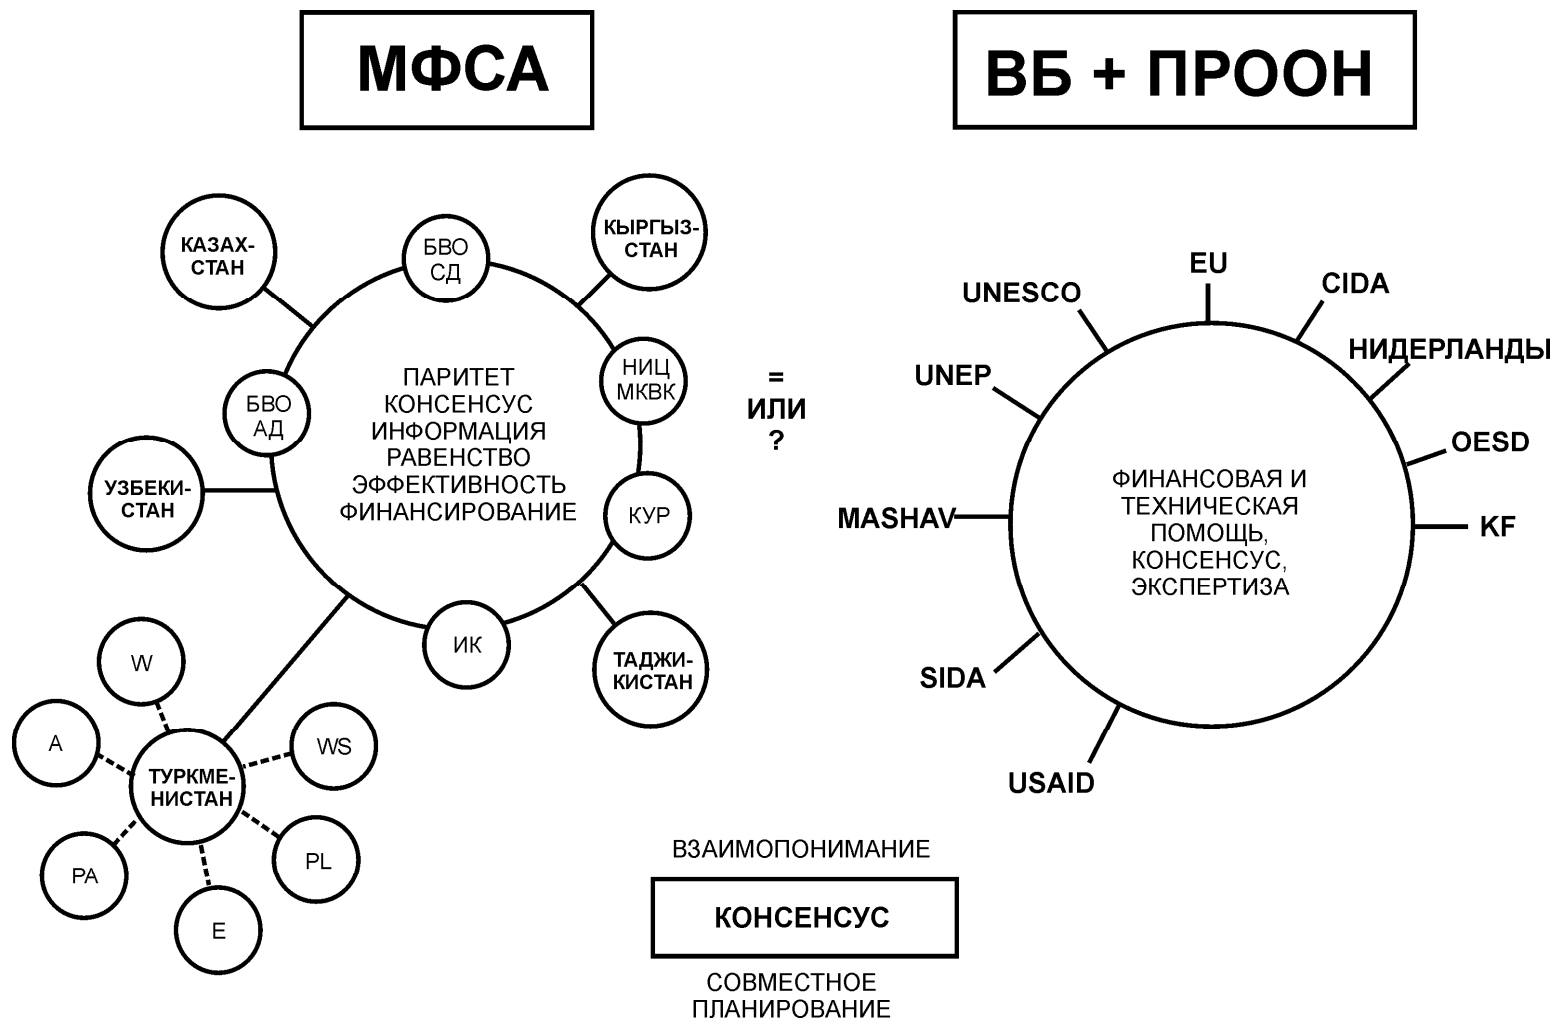 МФСА
ВБ + ПРООН
КАЗАХ-
СТАН
БВО
СД
КЫРГЫЗ-
СТАН
БВО
АД
НИЦ
МКВК
ПАРИТЕТ
КОНСЕНСУС
ИНФОРМАЦИЯ
РАВЕНСТВО
ЭФФЕКТИВНОСТЬ
ФИНАНСИРОВАНИЕ
УЗБЕКИ-
СТАН
КУР
ИК
ТАДЖИ-
КИСТАН
W
A
WS
ТУРКМЕ-
НИСТАН
PA
PL
E
=
ИЛИ
?
EU
UNESCO
CIDA
НИДЕРЛАНДЫ
UNEP
OESD
MASHAV
KF
ФИНАНСОВАЯ И
ТЕХНИЧЕСКАЯ
ПОМОЩЬ,
КОНСЕНСУС,
ЭКСПЕРТИЗА
SIDA
USAID
ВЗАИМОПОНИМАНИЕ
КОНСЕНСУС
СОВМЕСТНОЕ
ПЛАНИРОВАНИЕ